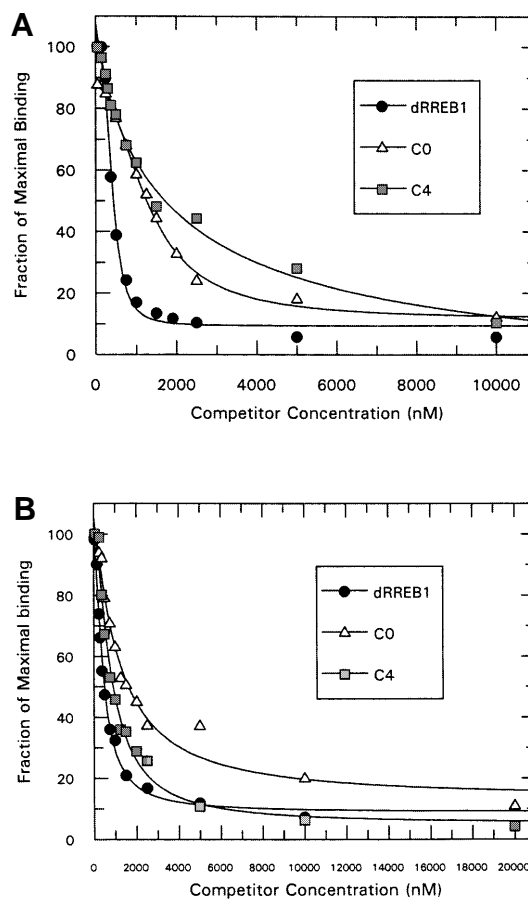 A
Fraction of Maximal Binding
100
80
60
40
20
0
dRREB1
C0
C4
0 2000 4000 6000 8000 10000
Competitor Concentration (nM)
B
Fraction of Maximal binding
100
80
60
40
20
0
dRREB1
C0
C4
0 2000 4000 6000 8000 10000 12000 14000 16000 18000 20000
Competitor Concentration (nM)